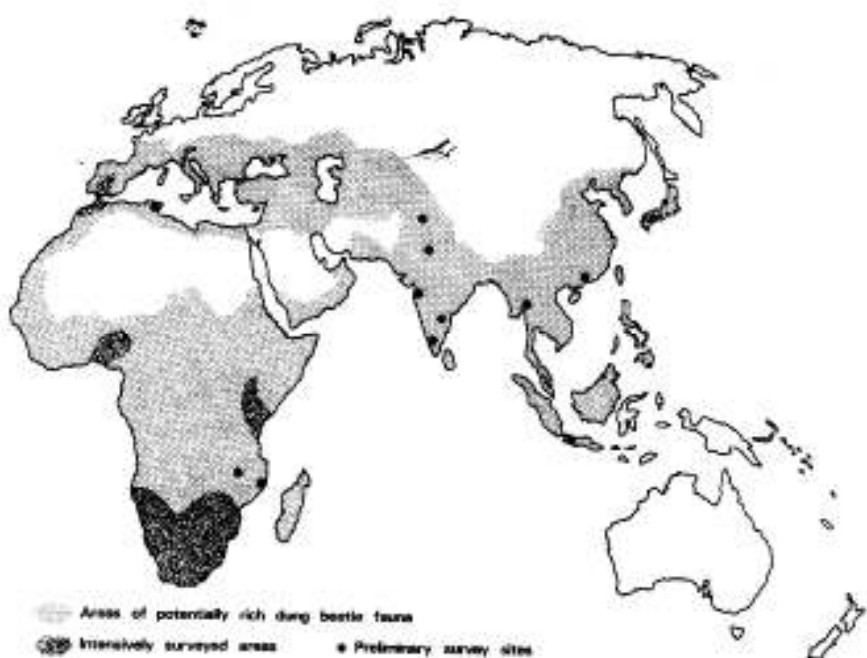 Areas of potentially rich dung beetle fauna
Intensively surveyed areas • Preliminary survey sites